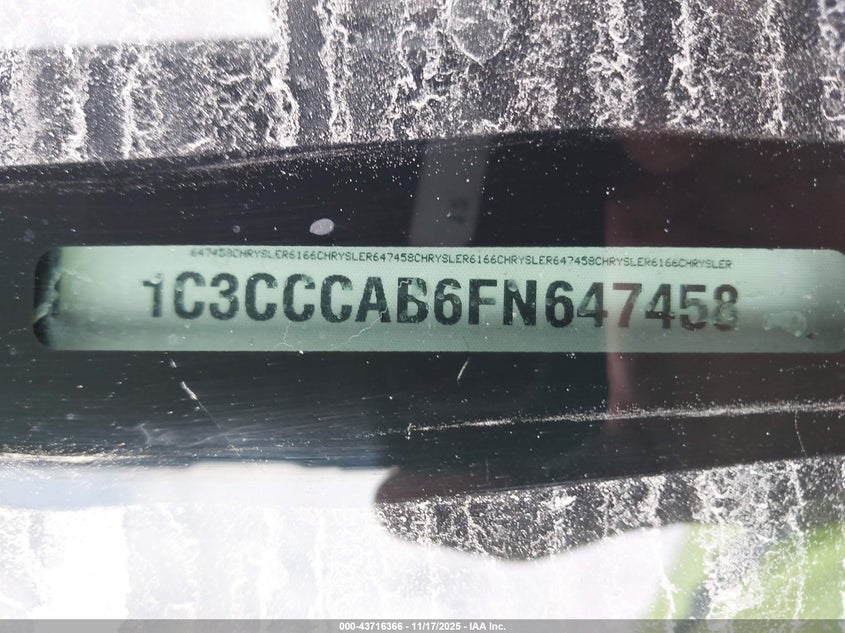 647458CHRYSLER6166CHRYSLER647458CHRYSLER6166CHRYSLER647458CHRYSLER6166CHRYSLER
1C3CCCAB6FN647458
000-43716366 - 11/17/2025 - IAA Inc.